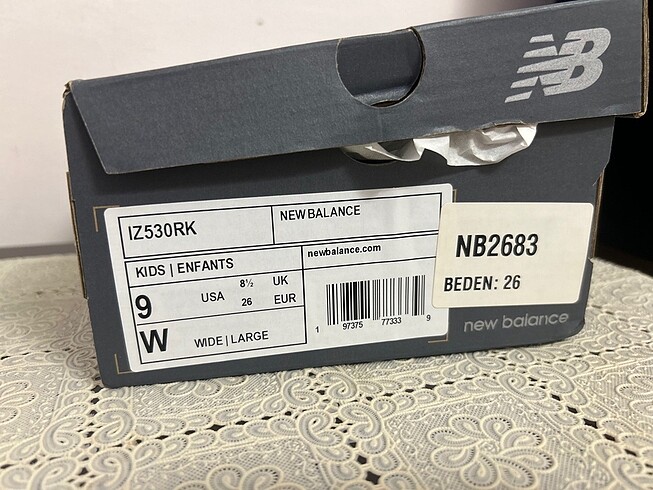 NB
IZ530RK
NEW BALANCE
KIDS | ENFANTS
newbalance.com
9 USA 8½ UK
26 EUR
W WIDE | LARGE
1 97375 77333 9
NB2683
BEDEN: 26
new balance